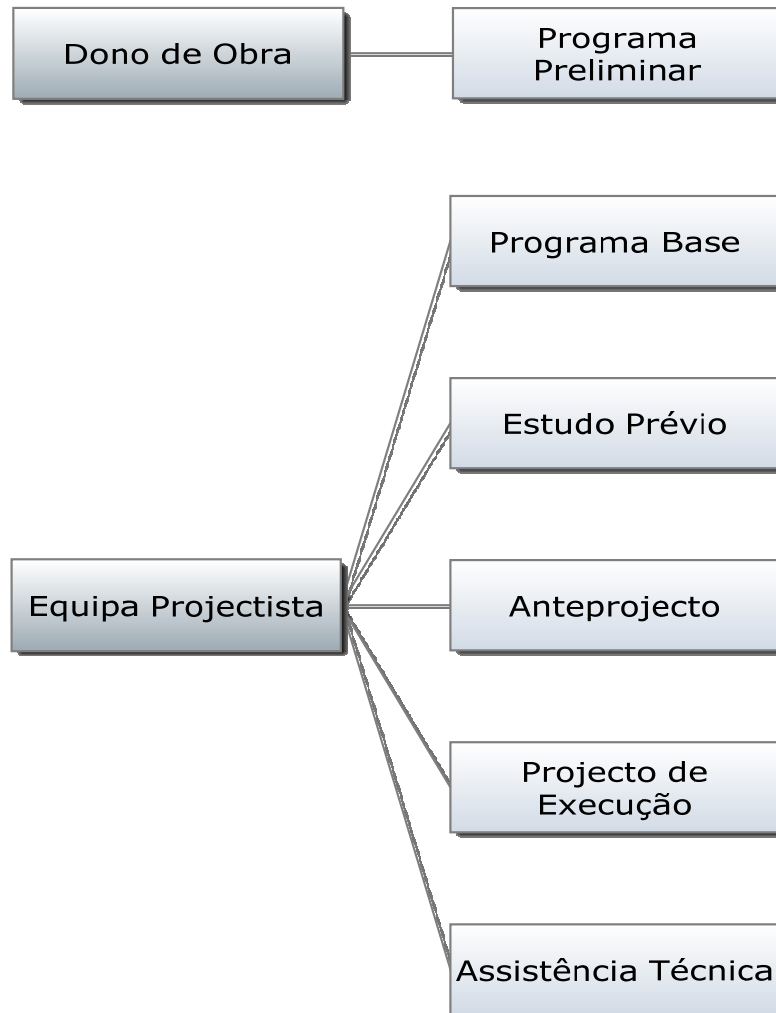 Dono de Obra
Programa
Preliminar
Programa Base
Estudo Prévio
Equipa Projectista
Anteprojecto
Projecto de
Execução
Assistência Técnica